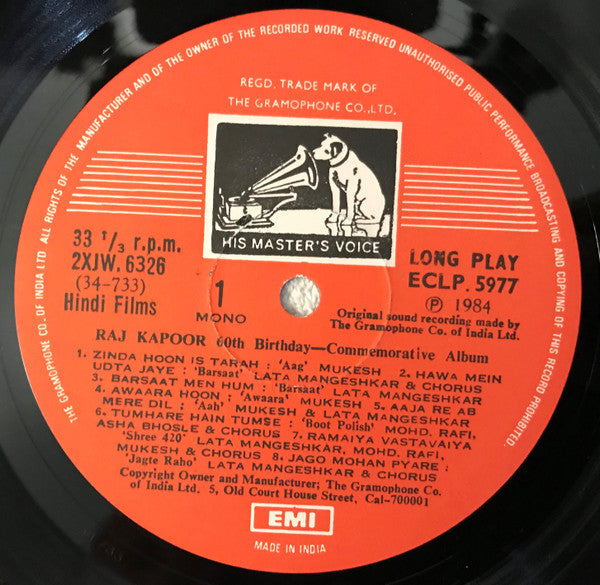 ALL RIGHTS OF THE MANUFACTURER AND OF THE OWNER OF THE RECORDED WORK RESERVED UNAUTHORISED PUBLIC PERFORMANCE BROADCASTING AND COPYING OF THIS RECORD PROHIBITED.
THE GRAMOPHONE CO. OF INDIA LTD
REGD. TRADE MARK OF
THE GRAMOPHONE CO.,LTD.
HIS MASTER'S VOICE
33 1/3 r.p.m.
2XJW. 6326
(34-733)
Hindi Films
1
MONO
LONG PLAY
ECLP. 5977
Ⓟ 1984
Original sound recording made by
The Gramophone Co. of India Ltd.
RAJ KAPOOR 60th Birthday—Commemorative Album
1. ZINDA HOON IS TARAH : 'Aag' MUKESH 2. HAWA MEIN
UDTA JAYE : 'Barsaat' LATA MANGESHKAR & CHORUS
3. BARSAAT MEN HUM : 'Barsaat' LATA MANGESHKAR
4. AWAARA HOON : 'Awaara' MUKESH 5. AAJA RE AB
MERE DIL : 'Aah' MUKESH & LATA MANGESHKAR
6. TUMHARE HAIN TUMSE : 'Boot Polish' MOHD. RAFI,
ASHA BHOSLE & CHORUS 7. RAMAIYA VASTAVAIYA
'Shree 420' LATA MANGESHKAR, MOHD. RAFI,
MUKESH & CHORUS 8. JAGO MOHAN PYARE :
'Jagte Raho' LATA MANGESHKAR & CHORUS
Copyright Owner and Manufacturer; The Gramophone Co.
of India Ltd. 5, Old Court House Street, Cal-700001
EMI
MADE IN INDIA